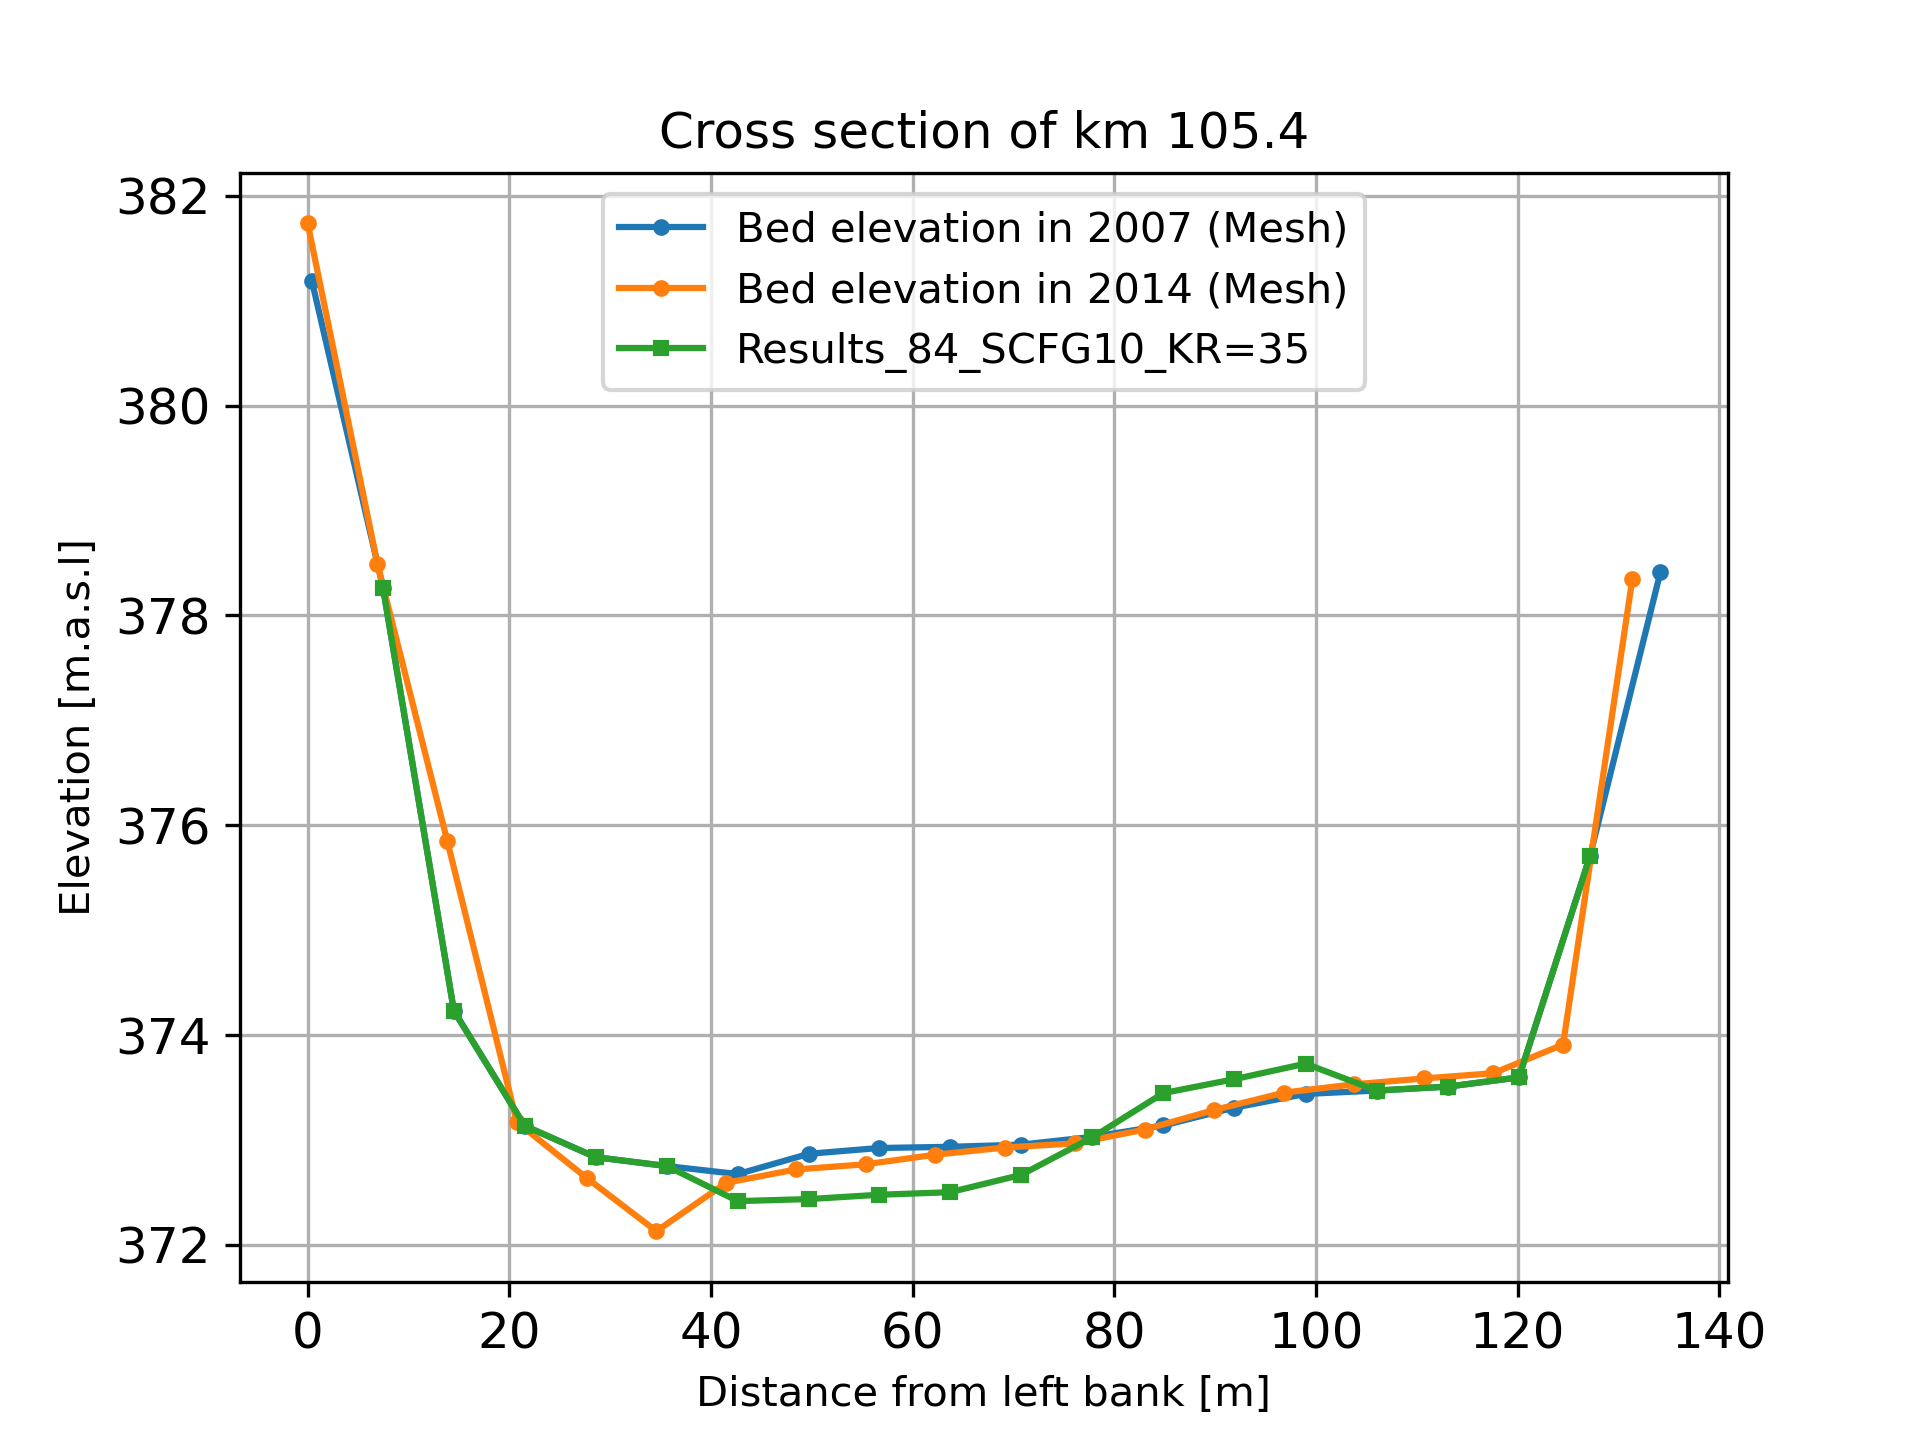 Cross section of km 105.4
Bed elevation in 2007 (Mesh)
Bed elevation in 2014 (Mesh)
Results_84_SCFG10_KR=35
Elevation [m.a.s.l]
382
380
378
376
374
372
0 20 40 60 80 100 120 140
Distance from left bank [m]